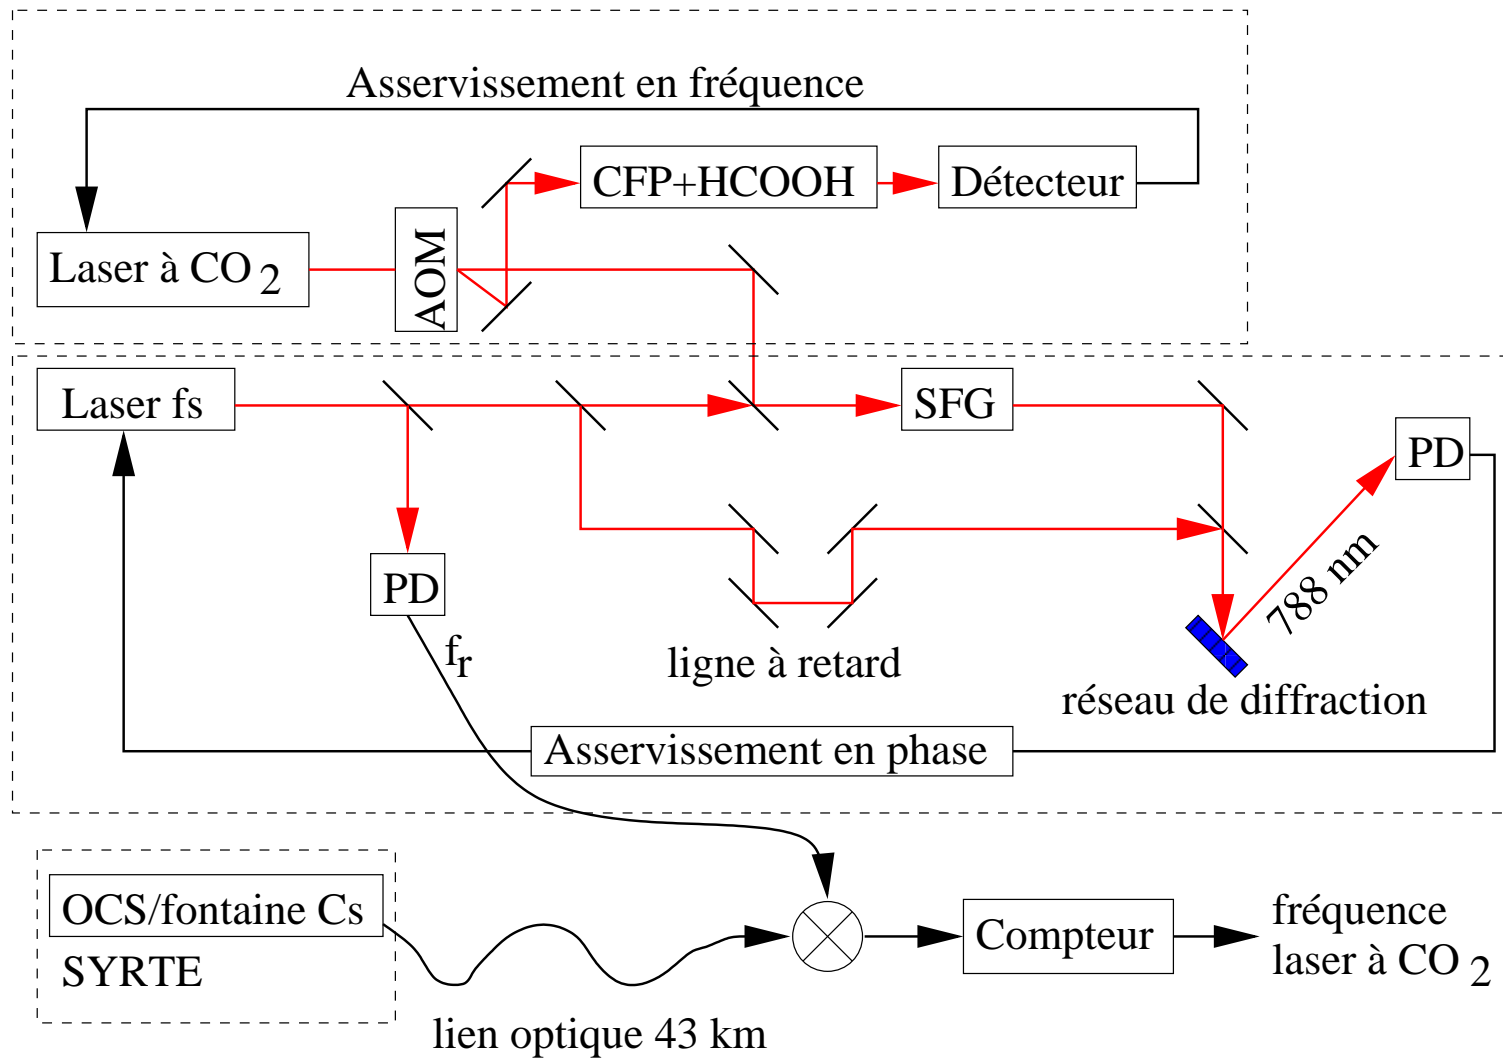 Asservissement en fréquence
CFP+HCOOH
Détecteur
Laser à CO 2
AOM
Laser fs
SFG
PD
788 nm
PD
fr
ligne à retard
réseau de diffraction
Asservissement en phase
OCS/fontaine Cs
SYRTE
lien optique 43 km
Compteur
fréquence
laser à CO 2